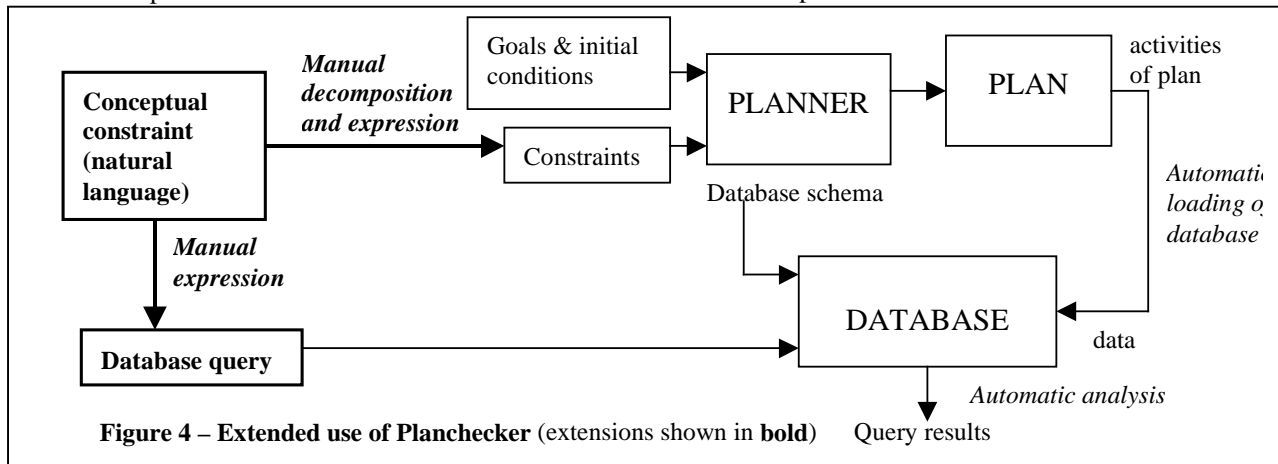 Conceptual
constraint
(natural
language)
Manual
decomposition
and expression
Goals & initial
conditions
Constraints
PLANNER
PLAN
activities
of plan
Database schema
Automatic
loading
database
Manual
expression
DATABASE
data
Database query
Automatic analysis
Figure 4 – Extended use of Planchecker (extensions shown in bold)
Query results